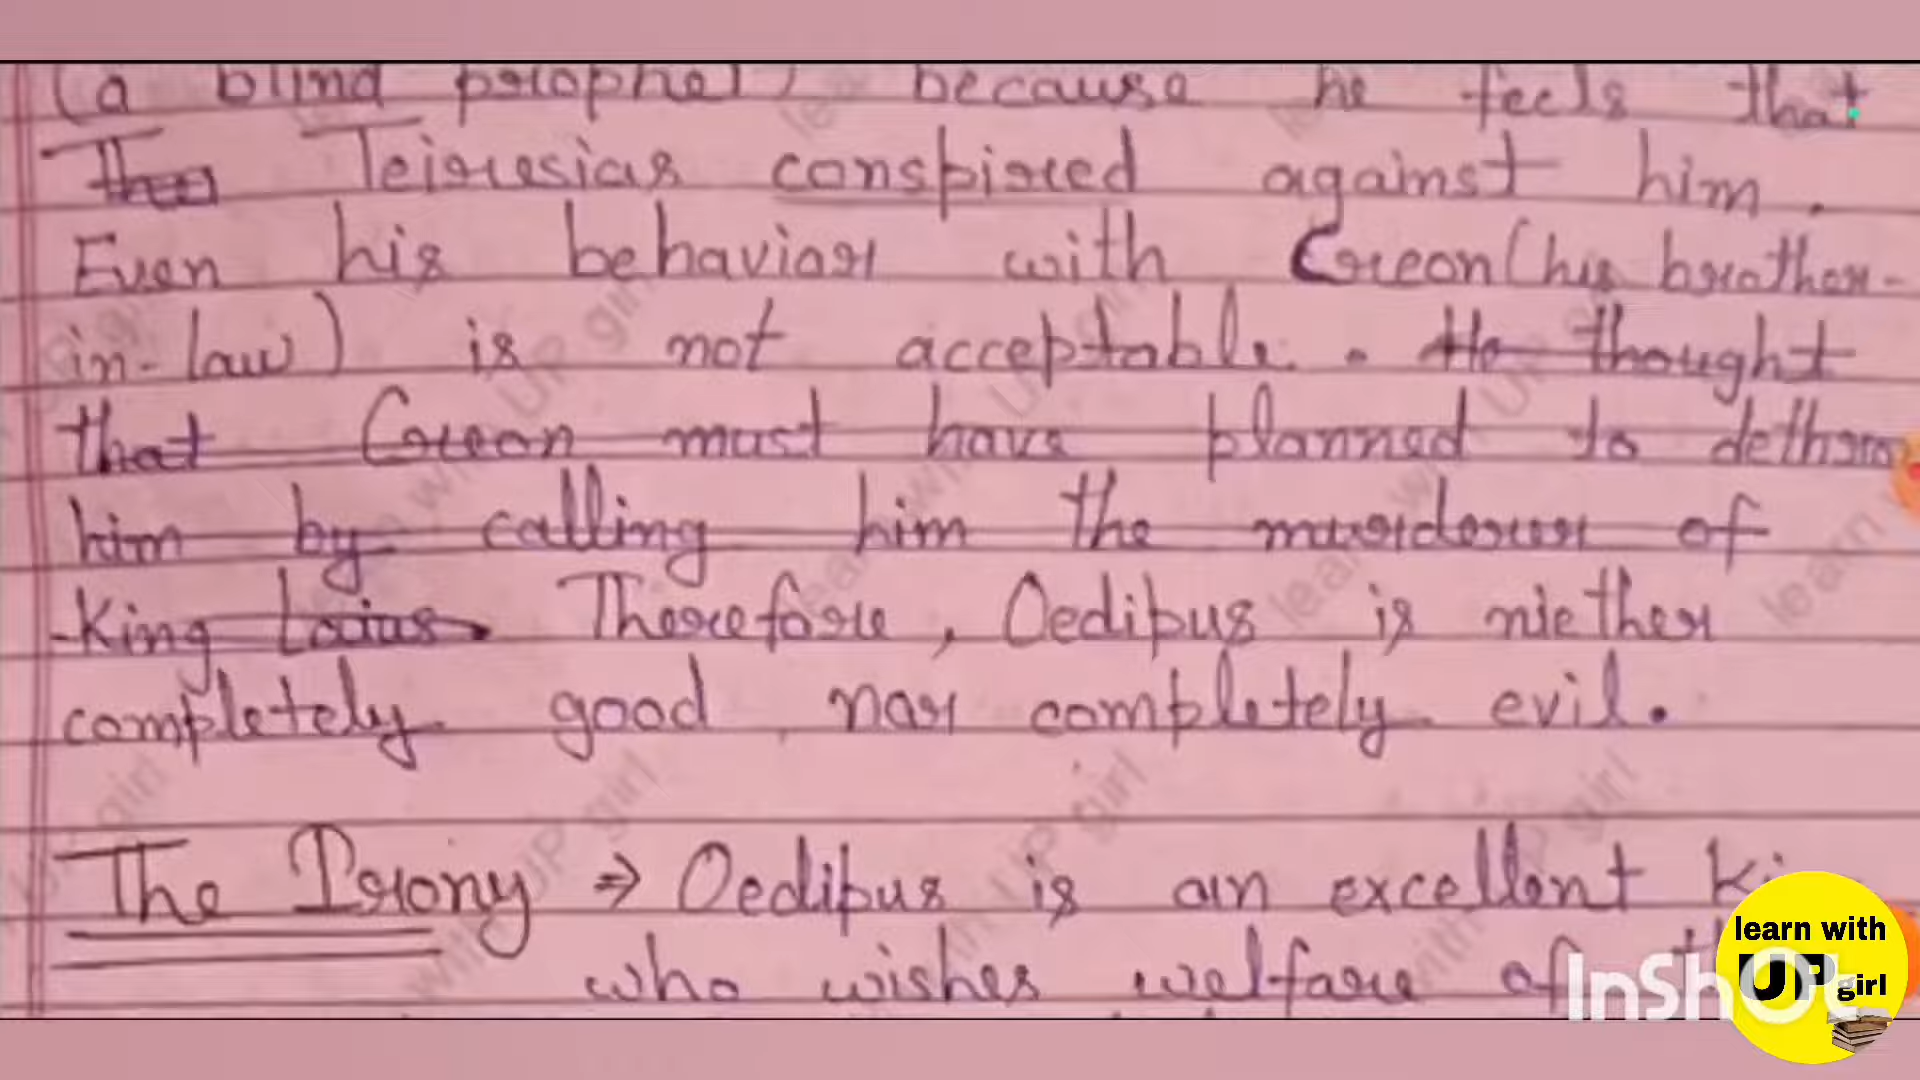 (a blind prophet) because he feels that
The Teiresias conspired against him.
Even his behavior with Creon (his brother-
in-law) is not acceptable. He thought
that Creon must have planned to
him by calling him the murderer of
King Laius Therefore, Oedipus is niether
completely good nor completely evil.
The Irony ⇒ Oedipus is an excellent
who wishes welfare of
learn with
UP girl
InShOt